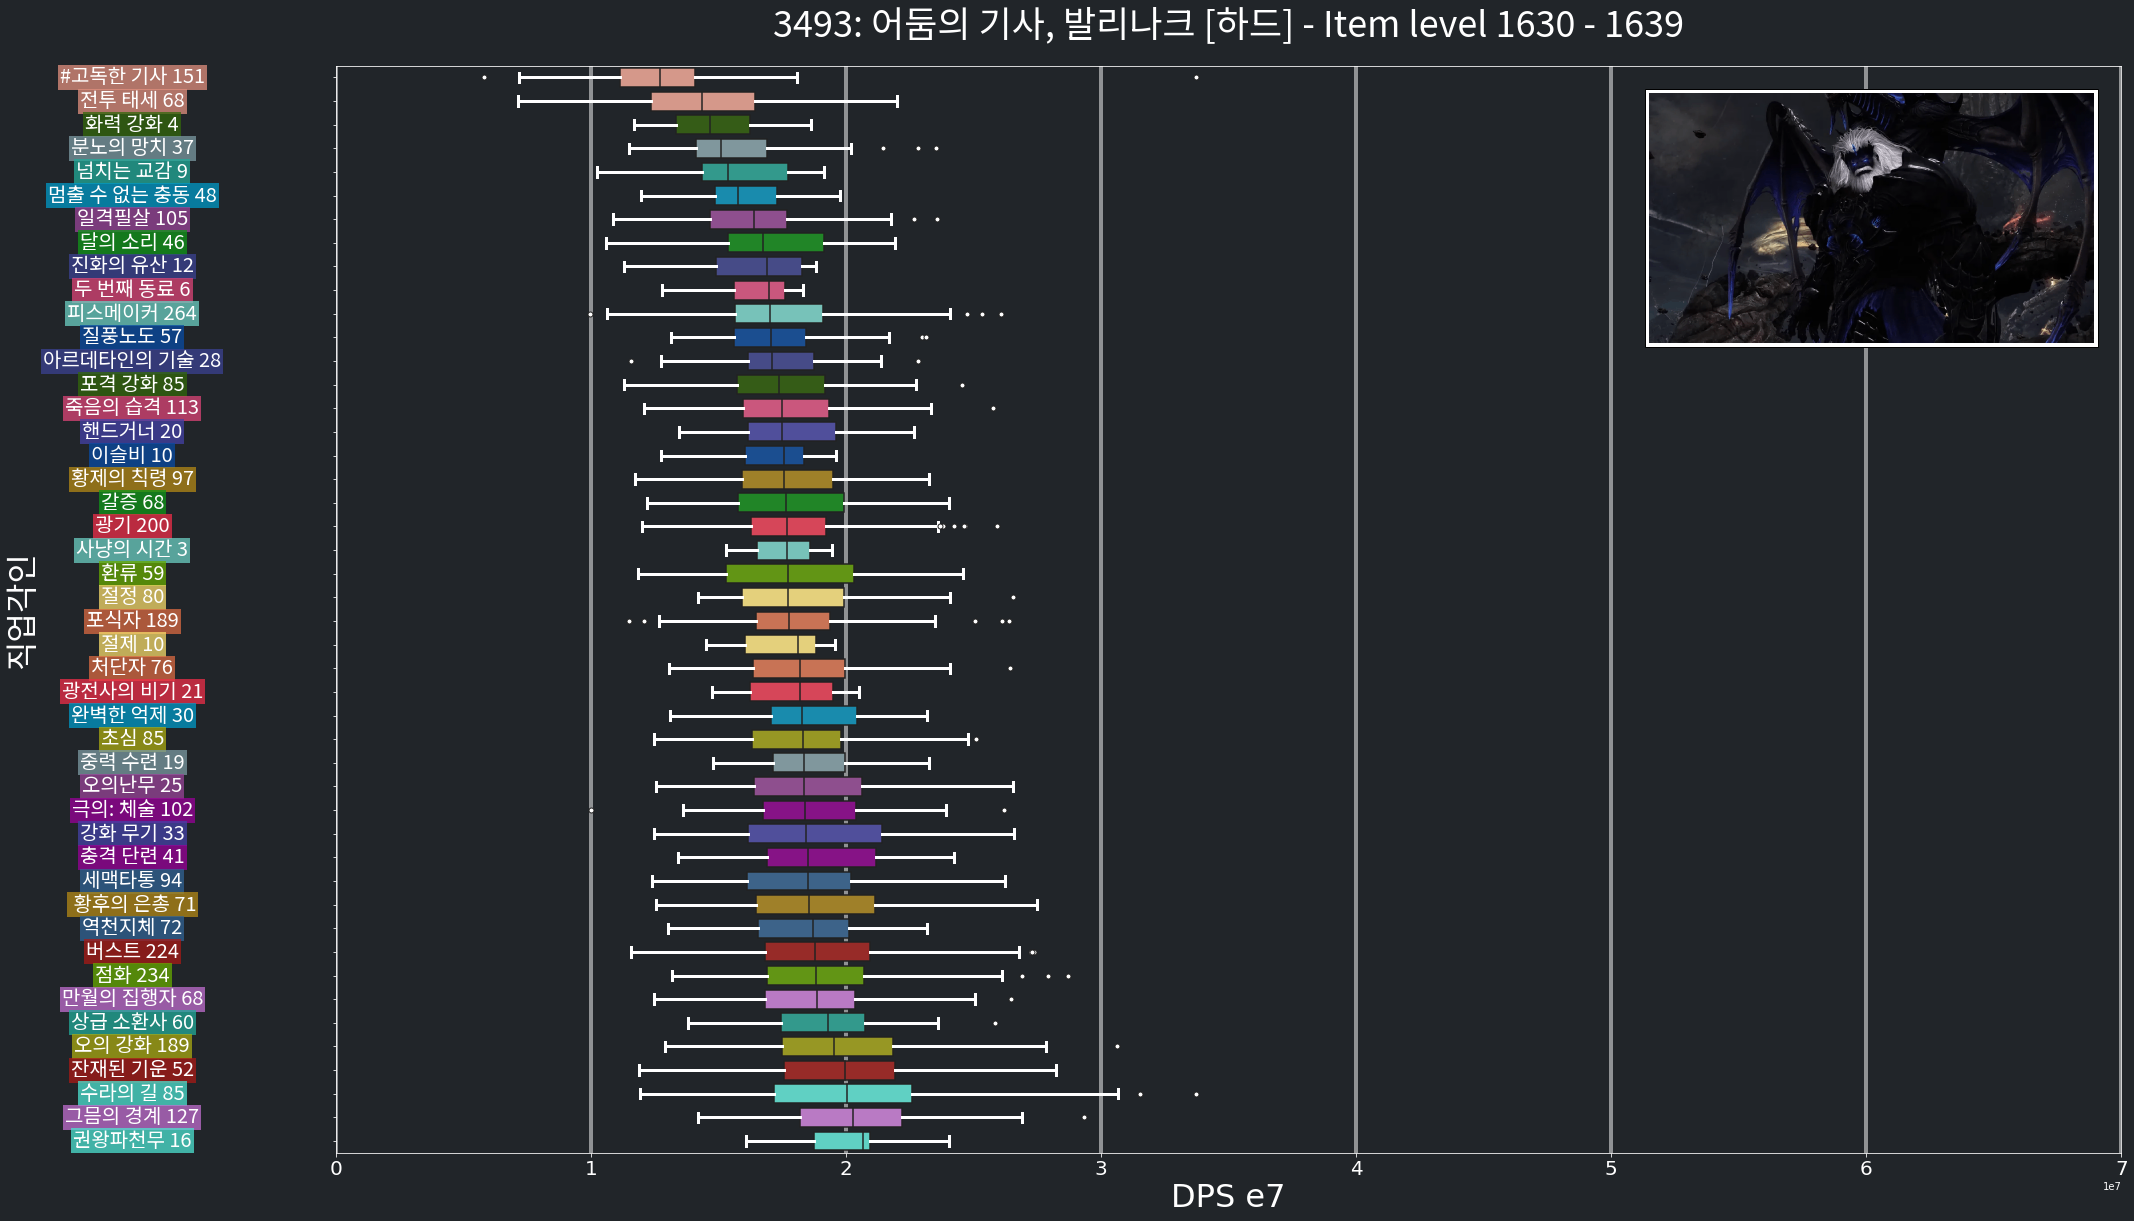 3493: 어둠의 기사, 발리나크 [하드] - Item level 1630 - 1639
#고독한 기사 151
전투 태세 68
화력 강화 4
분노의 망치 37
넘치는 교감 9
멈출 수 없는 충동 48
일격필살 105
달의 소리 46
진화의 유산 12
두 번째 동료 6
피스메이커 264
질풍노도 57
아르데타인의 기술 28
포격 강화 85
죽음의 습격 113
핸드거너 20
이슬비 10
황제의 칙령 97
갈증 68
광기 200
사냥의 시간 3
환류 59
절정 80
포식자 189
절제 10
처단자 76
광전사의 비기 21
완벽한 억제 30
초심 85
중력 수련 19
오의난무 25
극의: 체술 102
강화 무기 33
충격 단련 41
세맥타통 94
황후의 은총 71
역천지체 72
버스트 224
점화 234
만월의 집행자 68
상급 소환사 60
오의 강화 189
잔재된 기운 52
수라의 길 85
그믐의 경계 127
권왕파천무 16
직업각인
0 1 2 3 4 5 6 7
1e7
DPS e7